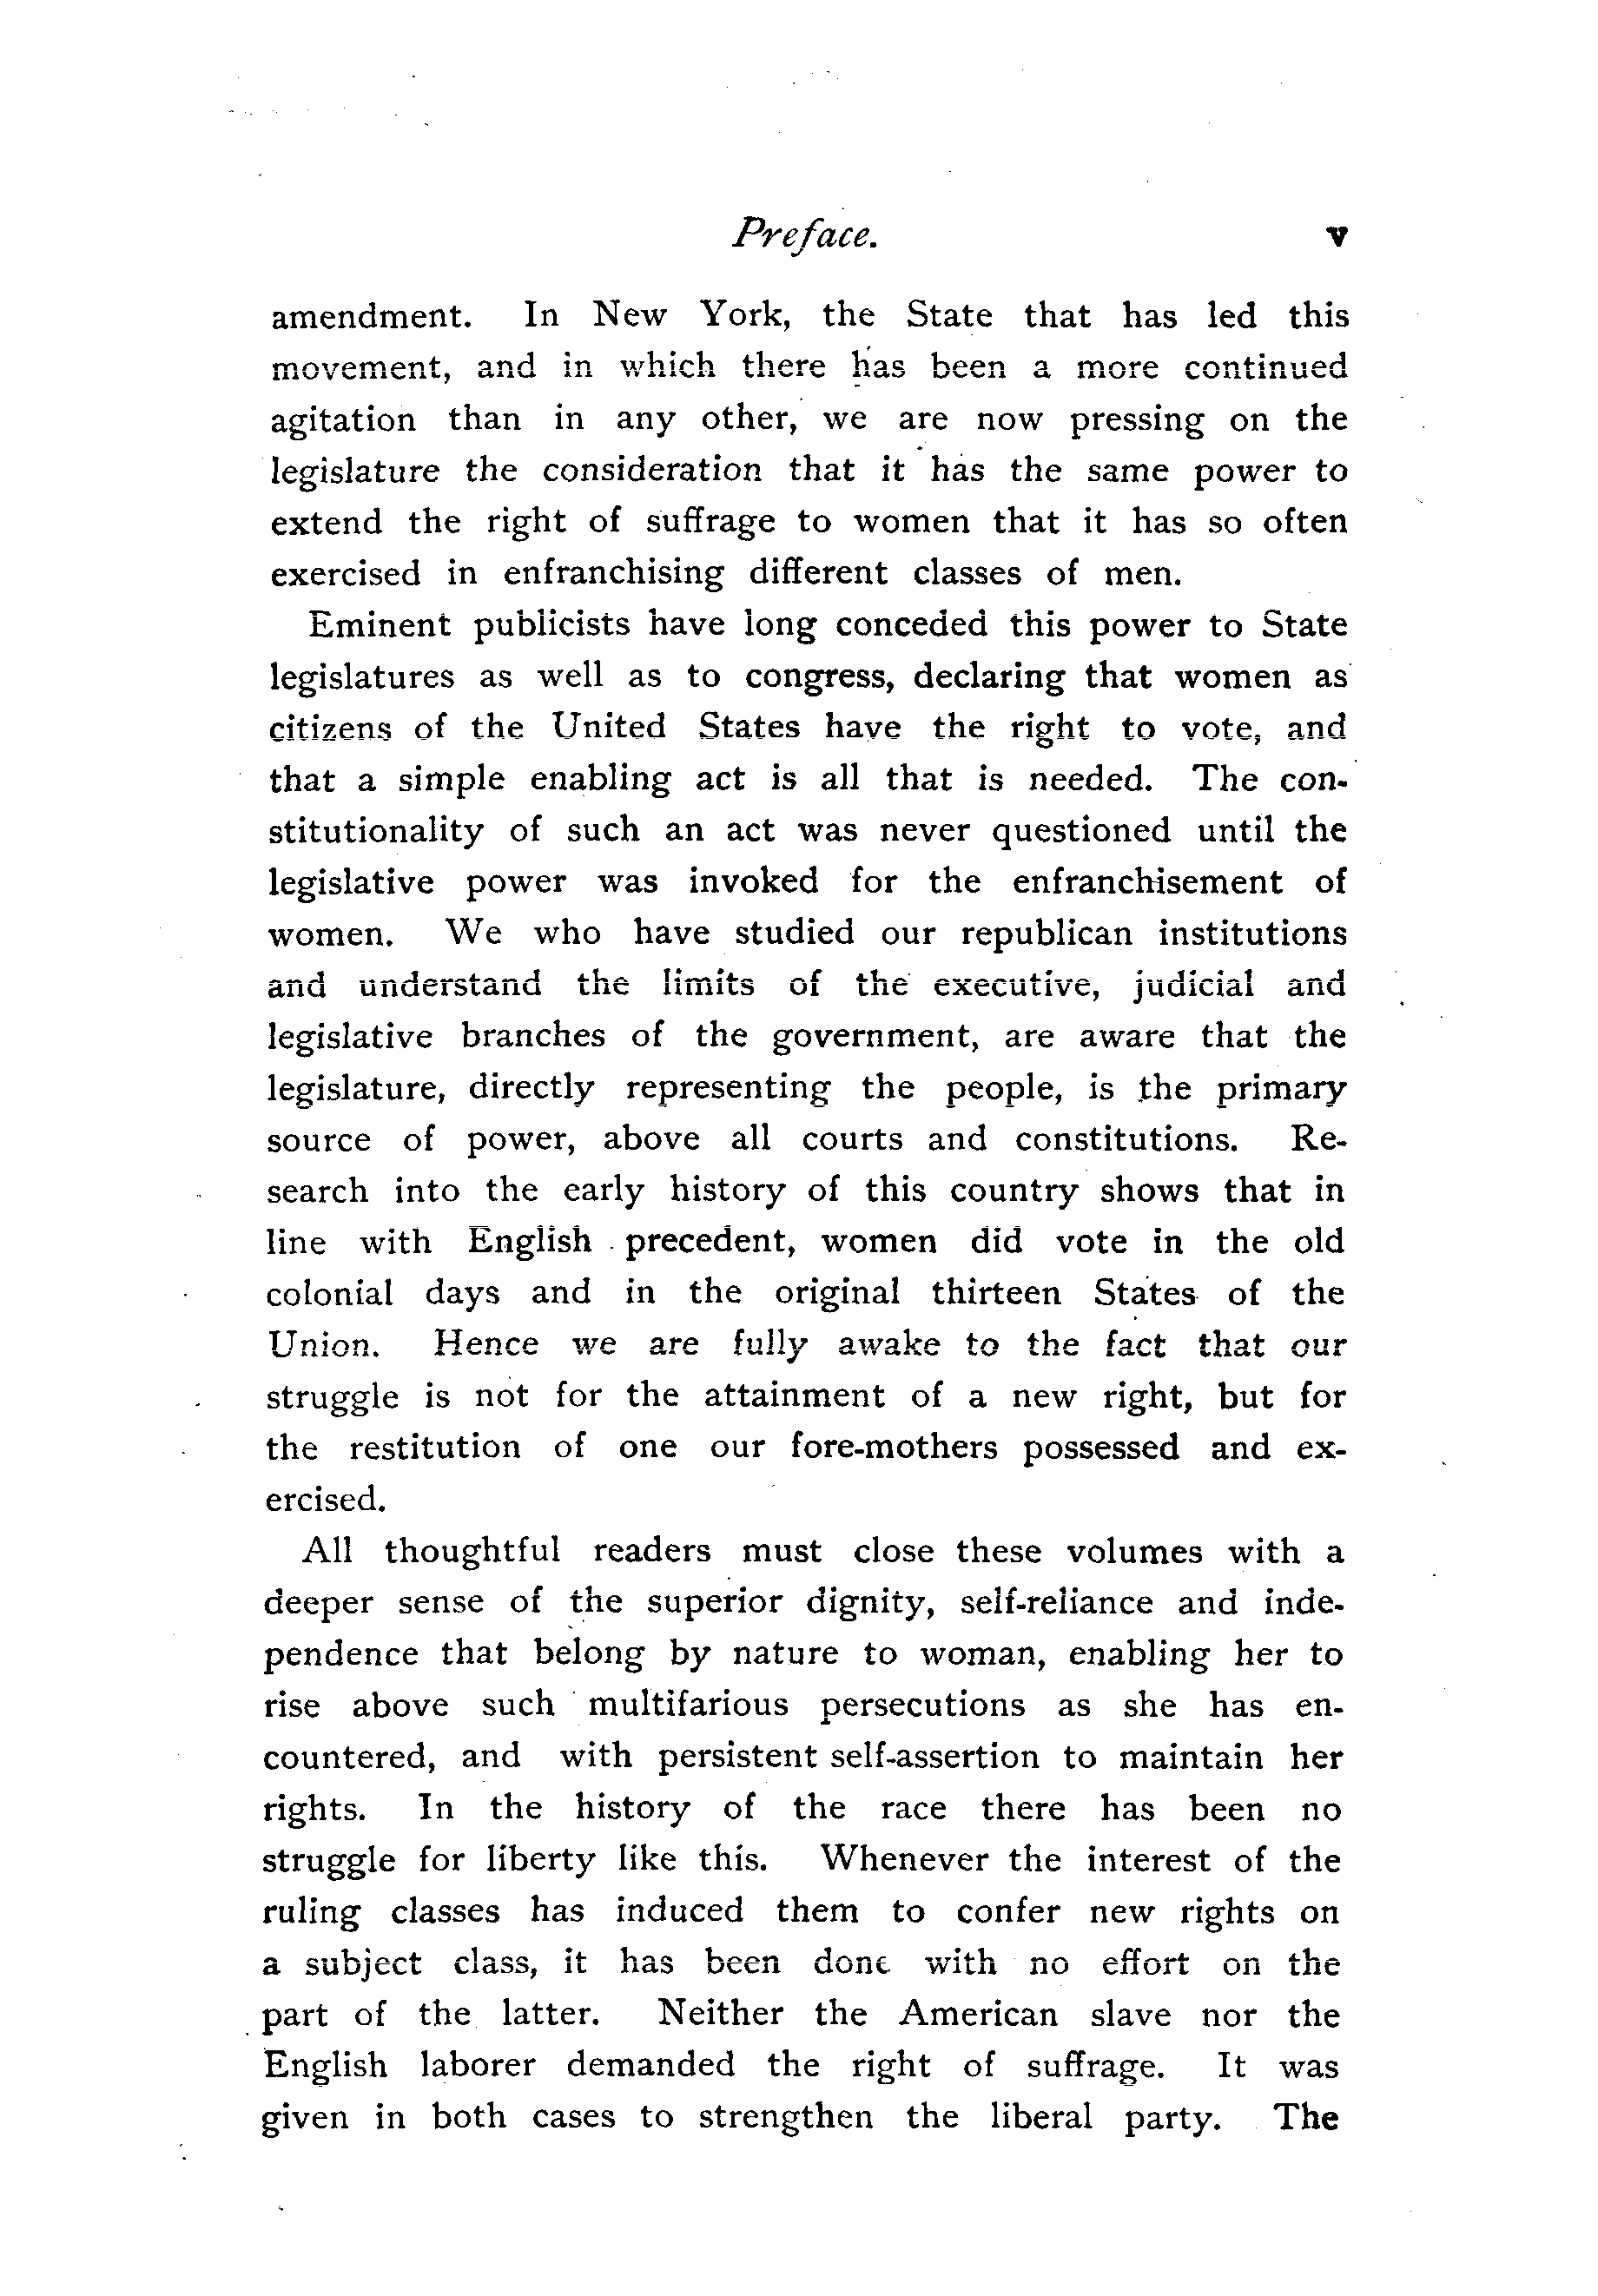 Preface. v
amendment. In New York, the State that has led this
movement, and in which there has been a more continued
agitation than in any other, we are now pressing on the
legislature the consideration that it has the same power to
extend the right of suffrage to women that it has so often
exercised in enfranchising different classes of men.
Eminent publicists have long conceded this power to State
legislatures as well as to congress, declaring that women as
citizens of the United States have the right to vote, and
that a simple enabling act is all that is needed. The con-
stitutionality of such an act was never questioned until the
legislative power was invoked for the enfranchisement of
women. We who have studied our republican institutions
and understand the limits of the executive, judicial and
legislative branches of the government, are aware that the
legislature, directly representing the people, is the primary
source of power, above all courts and constitutions. Re-
search into the early history of this country shows that in
line with English precedent, women did vote in the old
colonial days and in the original thirteen States of the
Union. Hence we are fully awake to the fact that our
struggle is not for the attainment of a new right, but for
the restitution of one our fore-mothers possessed and ex-
ercised.
All thoughtful readers must close these volumes with a
deeper sense of the superior dignity, self-reliance and inde-
pendence that belong by nature to woman, enabling her to
rise above such multifarious persecutions as she has en-
countered, and with persistent self-assertion to maintain her
rights. In the history of the race there has been no
struggle for liberty like this. Whenever the interest of the
ruling classes has induced them to confer new rights on
a subject class, it has been done with no effort on the
part of the latter. Neither the American slave nor the
English laborer demanded the right of suffrage. It was
given in both cases to strengthen the liberal party. The